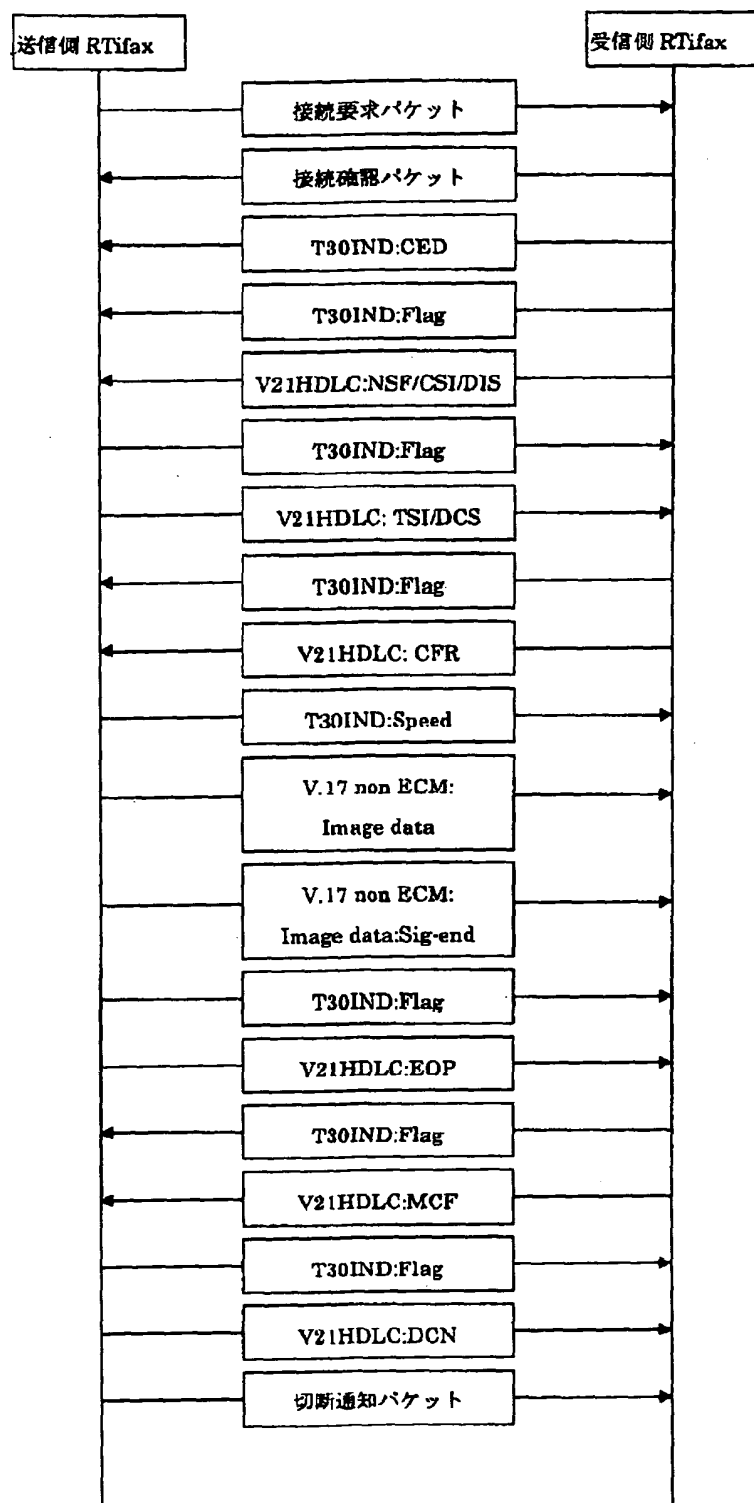 送信側 RTifax
受信側 RTifax
接続要求パケット
接続確認パケット
T30IND:CED
T30IND:Flag
V21HDLC:NSF/CSI/DIS
T30IND:Flag
V21HDLC: TSI/DCS
T30IND:Flag
V21HDLC: CFR
T30IND:Speed
V.17 non ECM:
Image data
V.17 non ECM:
Image data:Sig-end
T30IND:Flag
V21HDLC:EOP
T30IND:Flag
V21HDLC:MCF
T30IND:Flag
V21HDLC:DCN
切断通知パケット